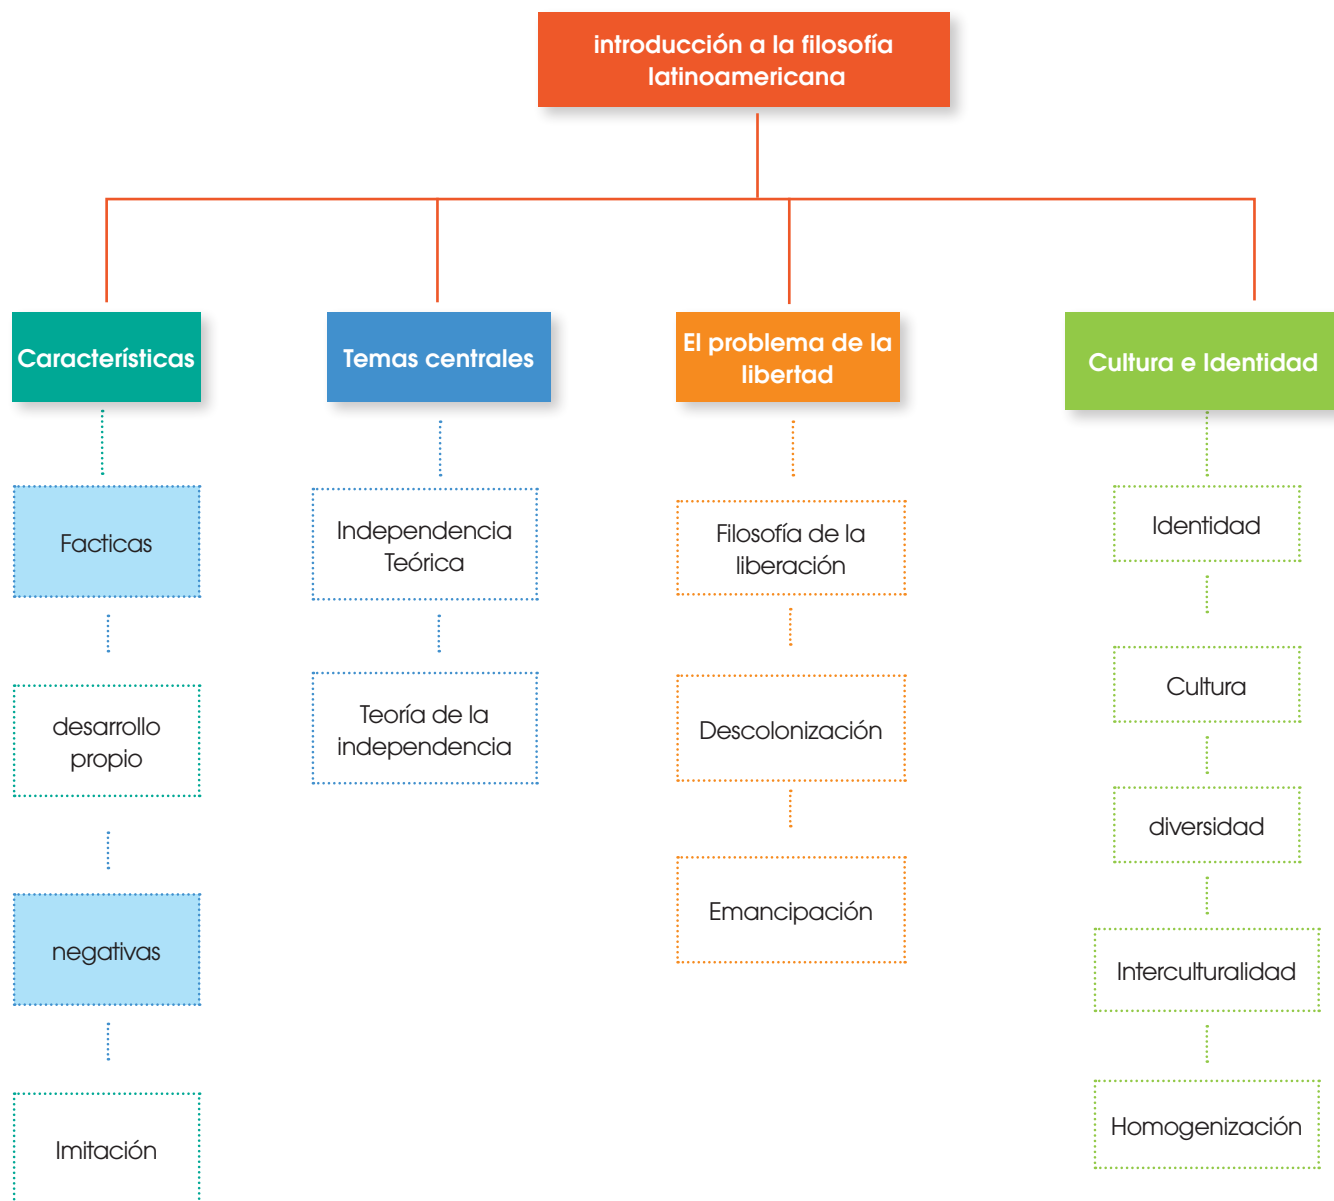 introducción a la filosofía
latinoamericana
Características
Facticas
desarrollo
propio
negativas
Imitación
Temas centrales
Independencia
Teórica
Teoría de la
independencia
El problema de la
libertad
Filosofía de la
liberación
Descolonización
Emancipación
Cultura e Identidad
Identidad
Cultura
diversidad
Interculturalidad
Homogenización